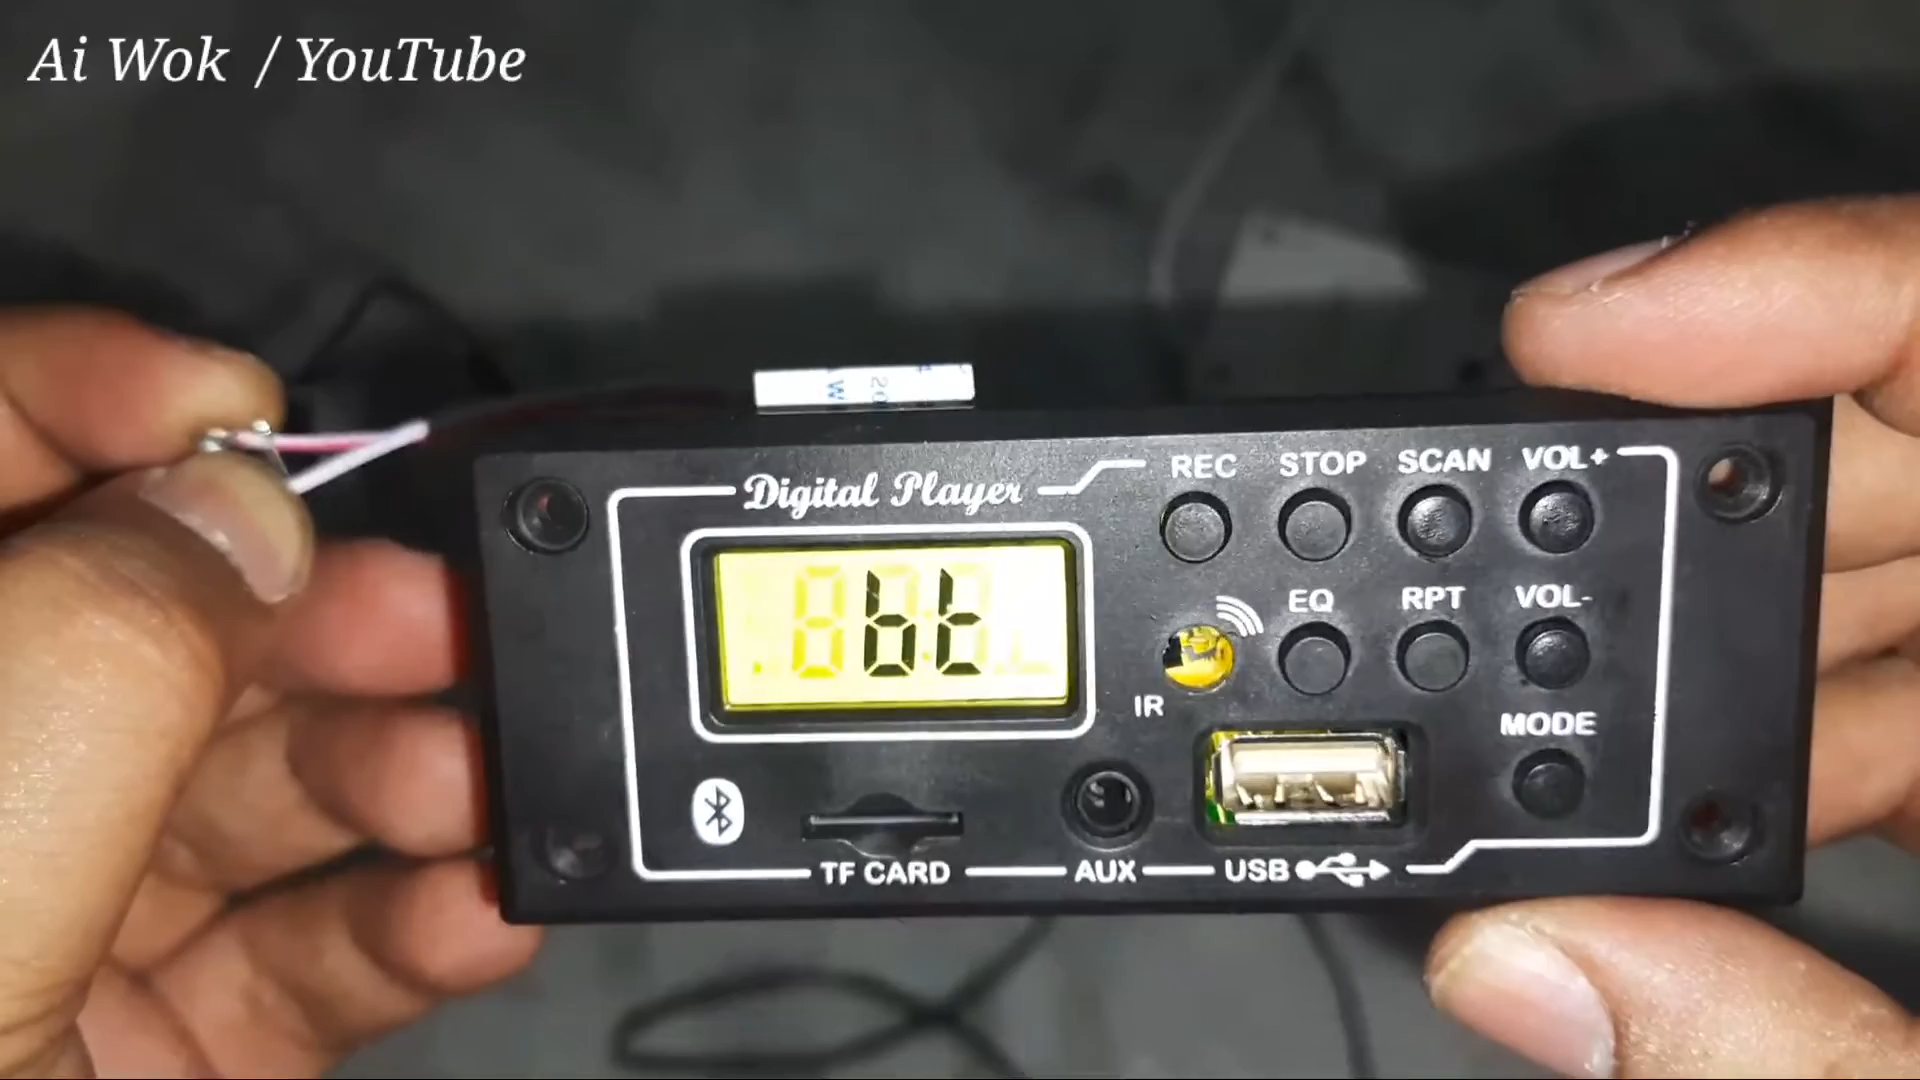 Ai Wok / YouTube
Digital Player
REC STOP SCAN VOL+
bt
EQ RPT VOL-
IR
MODE
TF CARD AUX USB